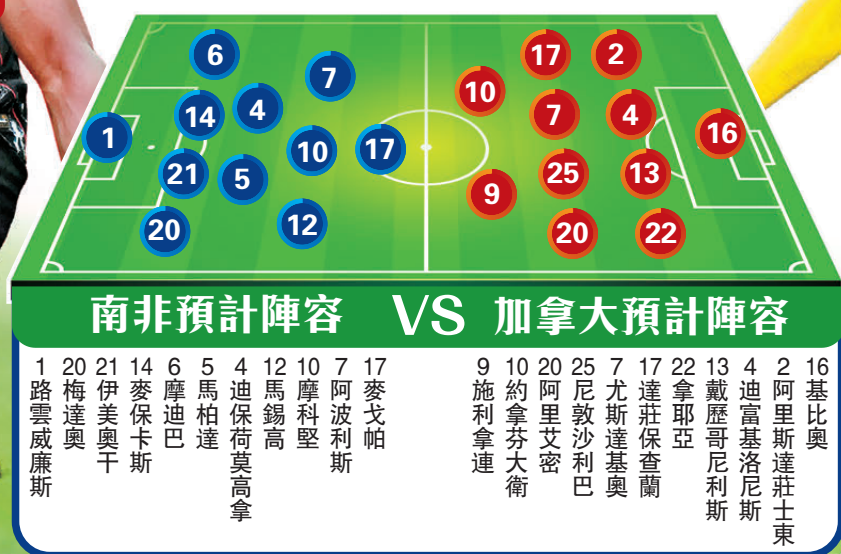 6
17
2
7
10
14
4
7
4
1
16
10
17
21
5
25
13
9
20
12
20
22
南非預計陣容 VS 加拿大預計陣容
1 路雲威廉斯
20 梅達奧
21 伊美奧干
14 麥保卡斯
6 摩迪巴
5 馬柏達
4 迪保荷莫高拿
12 馬錫高
10 摩科堅
7 阿波利斯
17 麥戈帕
9 施利拿連
10 約拿芬大衛
20 阿里艾密
25 尼敦沙利巴
7 尤斯達基奧
17 達莊保查蘭
22 拿耶亞
13 戴歷哥尼利斯
4 迪富基洛尼斯
2 阿里斯達莊士東
16 基比奧